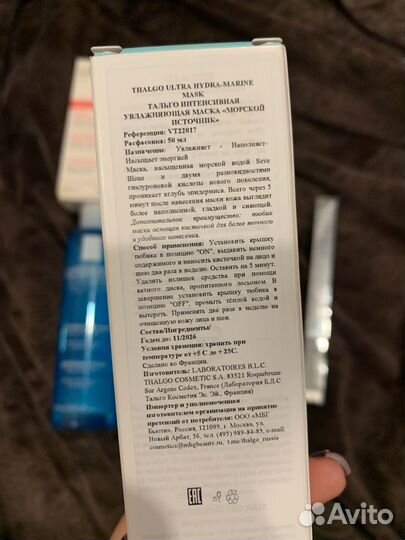 THALGO ULTRA HYDRA-MARINE
MASK
ТАЛЬГО ИНТЕНСИВНАЯ
УВЛАЖНЯЮЩАЯ МАСКА «МОРСКОЙ
ИСТОЧНИК»
Референция: VT22017
Расфасовка: 50 мл
Назначение: Увлажняет - Наполняет-
Насыщает энергией
Маска, насыщенная морской водой Seve
Bleue и двумя разновидностями
гиалуроновой кислоты нового поколения,
проникает вглубь эпидермиса. Всего через 5
минут после нанесения маски кожа выглядит
более наполненной, гладкой и сияющей.
Дополнительное преимущество: тюбик
маски оснащен кисточкой для более точного
и удобного нанесения.
Способ применения: Установить крышку
тюбика в позицию "ON", выдавить немного
содержимого и наносить кисточкой на лицо и
шею два раза в неделю. Оставить на 5 минут.
Удалить излишек средства при помощи
ватного диска, пропитанного лосьоном. В
завершение установить крышку тюбика в
позицию "OFF", промыть тёплой водой и
вытереть. Применять два раза в неделю на
очищенную кожу лица и шеи.
Состав/Ингредиенты/
Годен до: 11/2026
Условия хранения: хранить при
температуре от +5 С до + 25С.
Сделано во Франции.
Изготовитель: LABORATOIRES B.L.C.
THALGO COSMETIC S.A. 83521 Roquebrune
Sur Argens Cedex, France (Лаборатория Б.Л.С
Тальго Косметик Эс. Эй., Франция)
Импортер и уполномоченная
изготовителем организация на принятие
претензий от потребителя: ООО «МБГ
Бьюти», Россия, 121099, г. Москва, ул.
Новый Арбат, 36, тел. (495) 989-84-85, e-mail:
cosmetics@mbgbeauty.ru, t.me/thalgo_russia
EAC
Avito